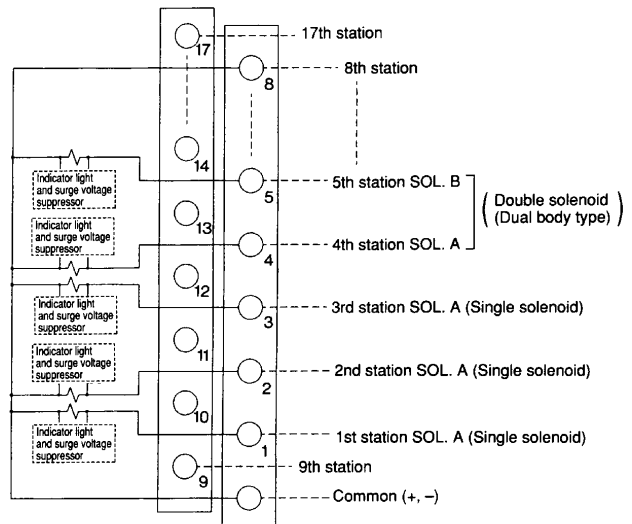 17
17th station
8
8th station
14
Indicator light
and surge voltage
suppressor
5
5th station SOL. B
13
Double solenoid
(Dual body type)
Indicator light
and surge voltage
suppressor
4
4th station SOL. A
12
Indicator light
and surge voltage
suppressor
3
3rd station SOL. A (Single solenoid)
11
Indicator light
and surge voltage
suppressor
2
2nd station SOL. A (Single solenoid)
10
Indicator light
and surge voltage
suppressor
1
1st station SOL. A (Single solenoid)
9
9th station
Common (+, –)